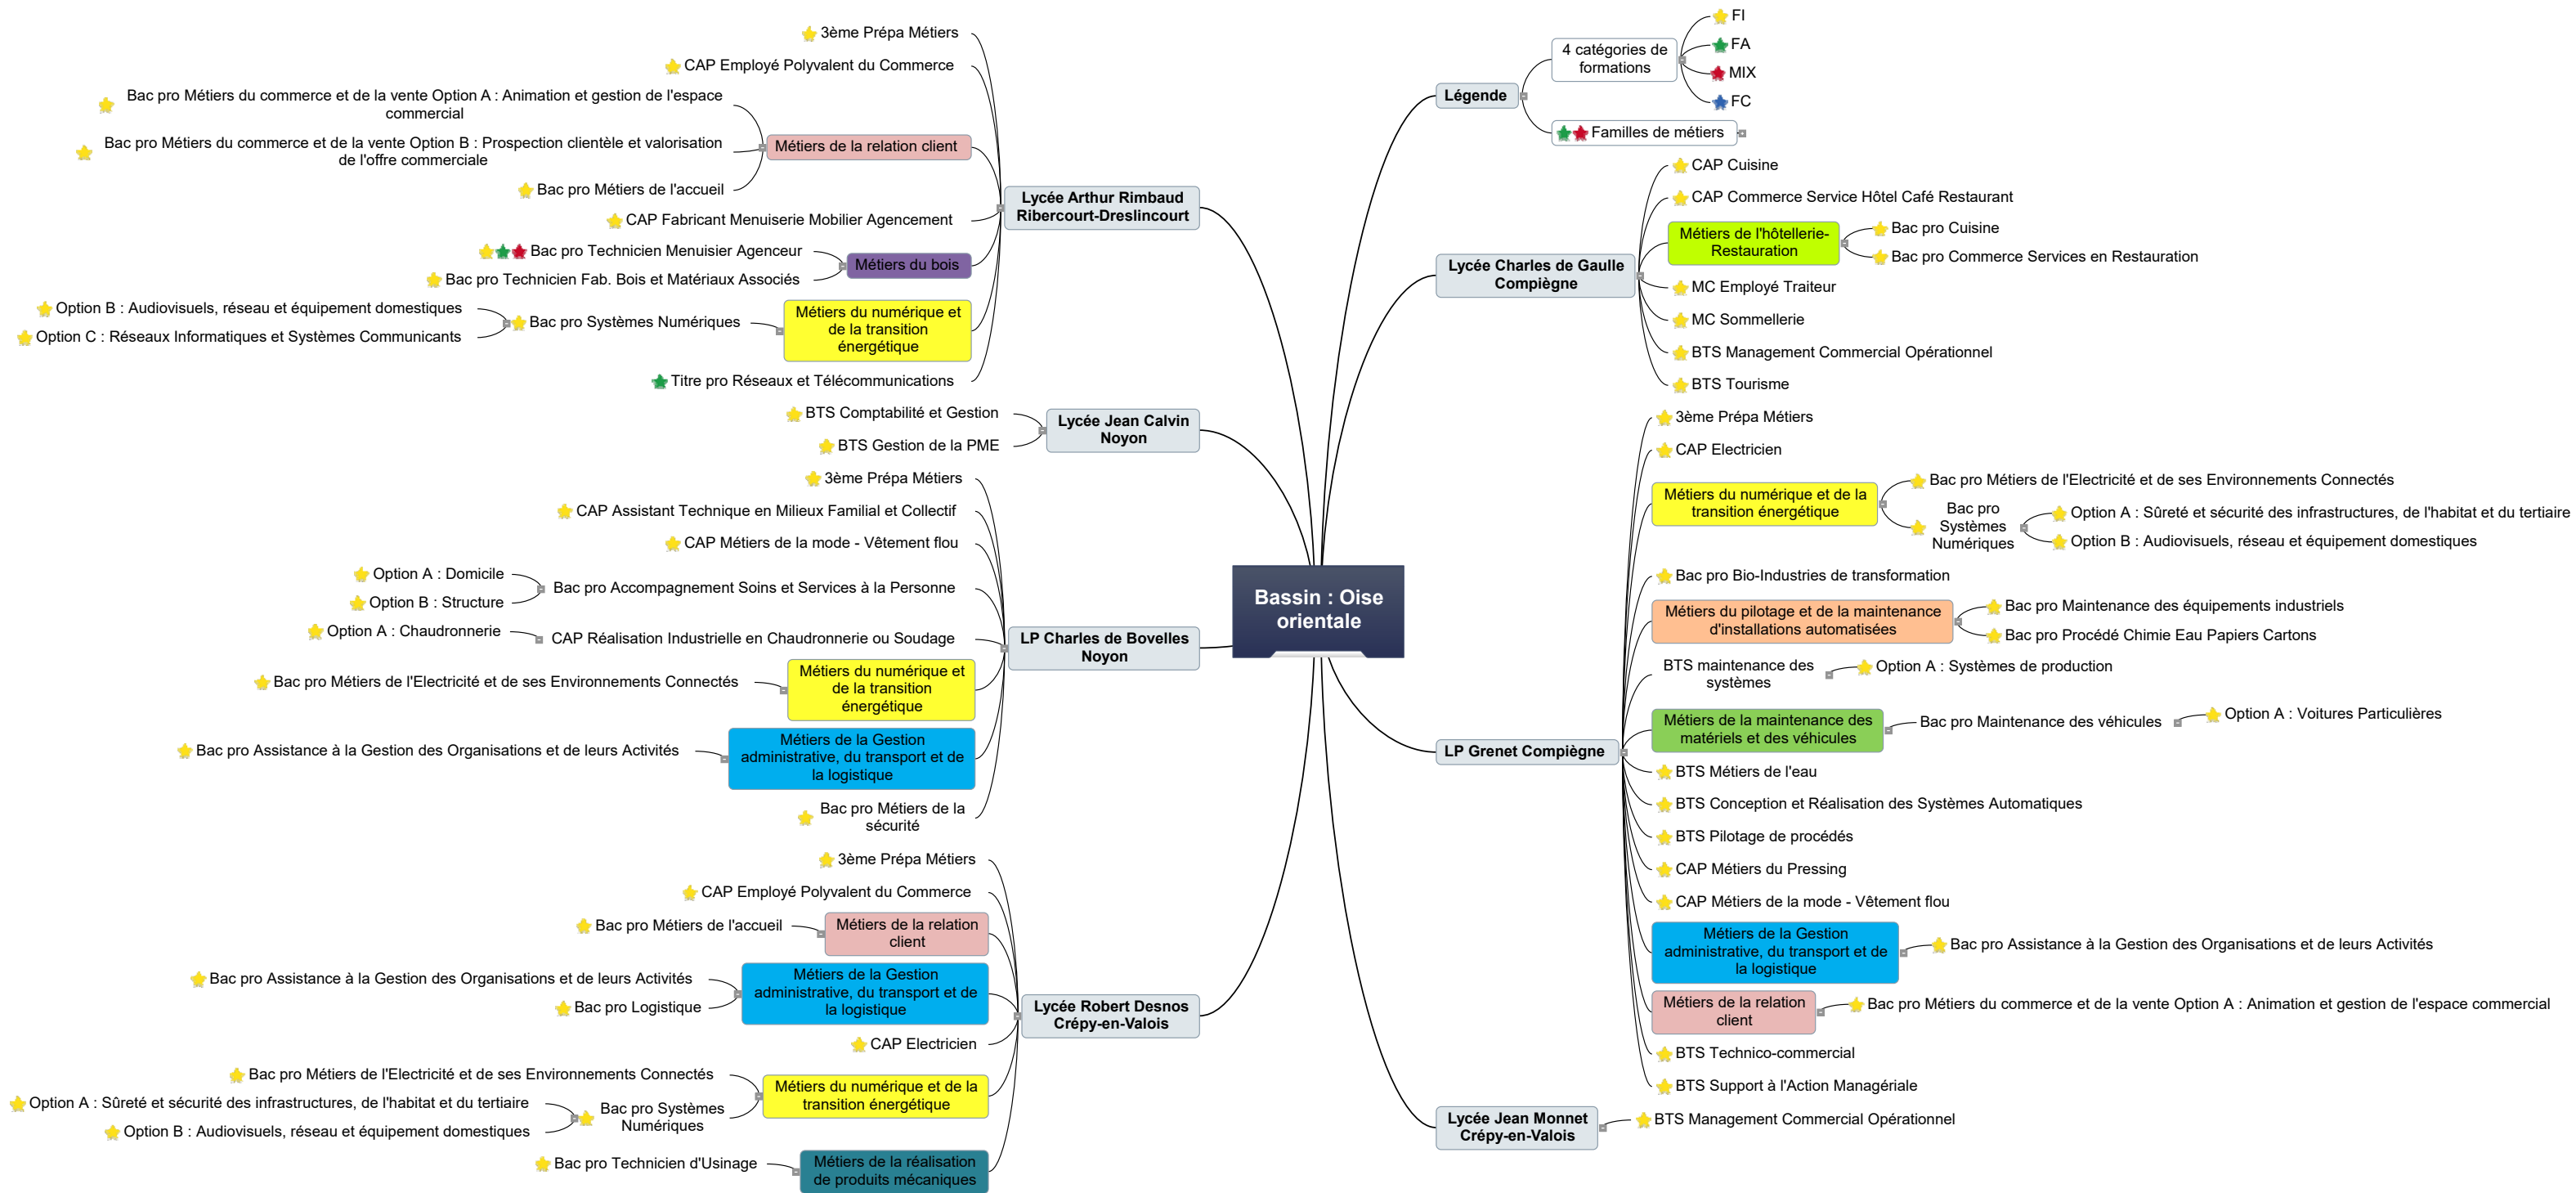 Bassin : Oise
orientale
Légende
4 catégories de
formations
FI
FA
MIX
FC
Familles de métiers
Lycée Charles de Gaulle
Compiègne
CAP Cuisine
CAP Commerce Service Hôtel Café Restaurant
Métiers de l'hôtellerie-
Restauration
Bac pro Cuisine
Bac pro Commerce Services en Restauration
MC Employé Traiteur
MC Sommellerie
BTS Management Commercial Opérationnel
BTS Tourisme
LP Grenet Compiègne
3ème Prépa Métiers
CAP Electricien
Métiers du numérique et de la
transition énergétique
Bac pro Métiers de l'Electricité et de ses Environnements Connectés
Bac pro
Systèmes
Numériques
Option A : Sûreté et sécurité des infrastructures, de l'habitat et du tertiaire
Option B : Audiovisuels, réseau et équipement domestiques
Bac pro Bio-Industries de transformation
Métiers du pilotage et de la maintenance
d'installations automatisées
Bac pro Maintenance des équipements industriels
Bac pro Procédé Chimie Eau Papiers Cartons
BTS maintenance des
systèmes
Option A : Systèmes de production
Métiers de la maintenance des
matériels et des véhicules
Bac pro Maintenance des véhicules
Option A : Voitures Particulières
BTS Métiers de l'eau
BTS Conception et Réalisation des Systèmes Automatiques
BTS Pilotage de procédés
CAP Métiers du Pressing
CAP Métiers de la mode - Vêtement flou
Métiers de la Gestion
administrative, du transport et de
la logistique
Bac pro Assistance à la Gestion des Organisations et de leurs Activités
Métiers de la relation
client
Bac pro Métiers du commerce et de la vente Option A : Animation et gestion de l'espace commercial
BTS Technico-commercial
BTS Support à l'Action Managériale
Lycée Jean Monnet
Crépy-en-Valois
BTS Management Commercial Opérationnel
Lycée Arthur Rimbaud
Ribercourt-Dreslincourt
3ème Prépa Métiers
CAP Employé Polyvalent du Commerce
Métiers de la relation client
Bac pro Métiers du commerce et de la vente Option A : Animation et gestion de l'espace
commercial
Bac pro Métiers du commerce et de la vente Option B : Prospection clientèle et valorisation
de l'offre commerciale
Bac pro Métiers de l'accueil
CAP Fabricant Menuiserie Mobilier Agencement
Métiers du bois
Bac pro Technicien Menuisier Agenceur
Bac pro Technicien Fab. Bois et Matériaux Associés
Métiers du numérique et
de la transition
énergétique
Bac pro Systèmes Numériques
Option B : Audiovisuels, réseau et équipement domestiques
Option C : Réseaux Informatiques et Systèmes Communicants
Titre pro Réseaux et Télécommunications
Lycée Jean Calvin
Noyon
BTS Comptabilité et Gestion
BTS Gestion de la PME
LP Charles de Bovelles
Noyon
3ème Prépa Métiers
CAP Assistant Technique en Milieux Familial et Collectif
CAP Métiers de la mode - Vêtement flou
Bac pro Accompagnement Soins et Services à la Personne
Option A : Domicile
Option B : Structure
CAP Réalisation Industrielle en Chaudronnerie ou Soudage
Option A : Chaudronnerie
Métiers du numérique et
de la transition
énergétique
Bac pro Métiers de l'Electricité et de ses Environnements Connectés
Métiers de la Gestion
administrative, du transport et de
la logistique
Bac pro Assistance à la Gestion des Organisations et de leurs Activités
Bac pro Métiers de la
sécurité
Lycée Robert Desnos
Crépy-en-Valois
3ème Prépa Métiers
CAP Employé Polyvalent du Commerce
Métiers de la relation
client
Bac pro Métiers de l'accueil
Métiers de la Gestion
administrative, du transport et de
la logistique
Bac pro Assistance à la Gestion des Organisations et de leurs Activités
Bac pro Logistique
CAP Electricien
Métiers du numérique et de la
transition énergétique
Bac pro Métiers de l'Electricité et de ses Environnements Connectés
Bac pro Systèmes
Numériques
Option A : Sûreté et sécurité des infrastructures, de l'habitat et du tertiaire
Option B : Audiovisuels, réseau et équipement domestiques
Métiers de la réalisation
de produits mécaniques
Bac pro Technicien d'Usinage